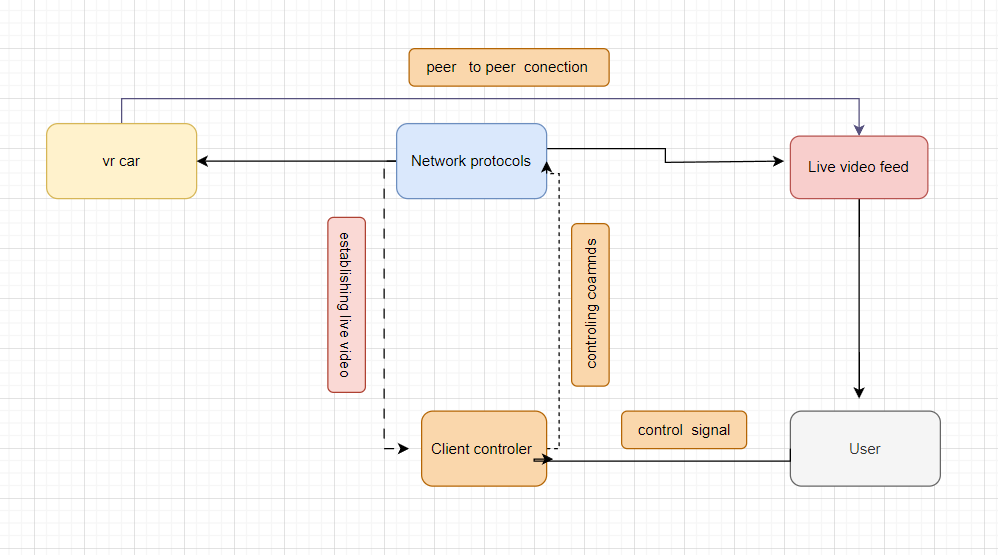 peer to peer conection
vr car
Network protocols
Live video feed
establishing live video
controling coamnds
Client controler
control signal
User